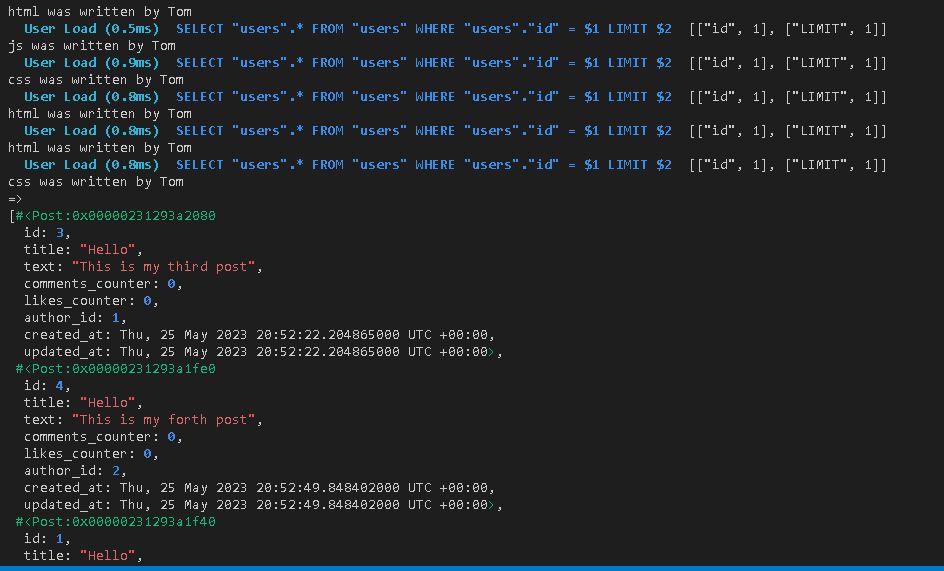 html was written by Tom
User Load (0.5ms)  SELECT "users".* FROM "users" WHERE "users"."id" = $1 LIMIT $2  [["id", 1], ["LIMIT", 1]]
js was written by Tom
User Load (0.9ms)  SELECT "users".* FROM "users" WHERE "users"."id" = $1 LIMIT $2  [["id", 1], ["LIMIT", 1]]
css was written by Tom
User Load (0.8ms)  SELECT "users".* FROM "users" WHERE "users"."id" = $1 LIMIT $2  [["id", 1], ["LIMIT", 1]]
html was written by Tom
User Load (0.8ms)  SELECT "users".* FROM "users" WHERE "users"."id" = $1 LIMIT $2  [["id", 1], ["LIMIT", 1]]
html was written by Tom
User Load (0.8ms)  SELECT "users".* FROM "users" WHERE "users"."id" = $1 LIMIT $2  [["id", 1], ["LIMIT", 1]]
css was written by Tom
=>
[#<Post:0x00000231293a2080
id: 3,
title: "Hello",
text: "This is my third post",
comments_counter: 0,
likes_counter: 0,
author_id: 1,
created_at: Thu, 25 May 2023 20:52:22.204865000 UTC +00:00,
updated_at: Thu, 25 May 2023 20:52:22.204865000 UTC +00:00>,
#<Post:0x00000231293a1fe0
id: 4,
title: "Hello",
text: "This is my forth post",
comments_counter: 0,
likes_counter: 0,
author_id: 2,
created_at: Thu, 25 May 2023 20:52:49.848402000 UTC +00:00,
updated_at: Thu, 25 May 2023 20:52:49.848402000 UTC +00:00>,
#<Post:0x00000231293a1f40
id: 1,
title: "Hello",